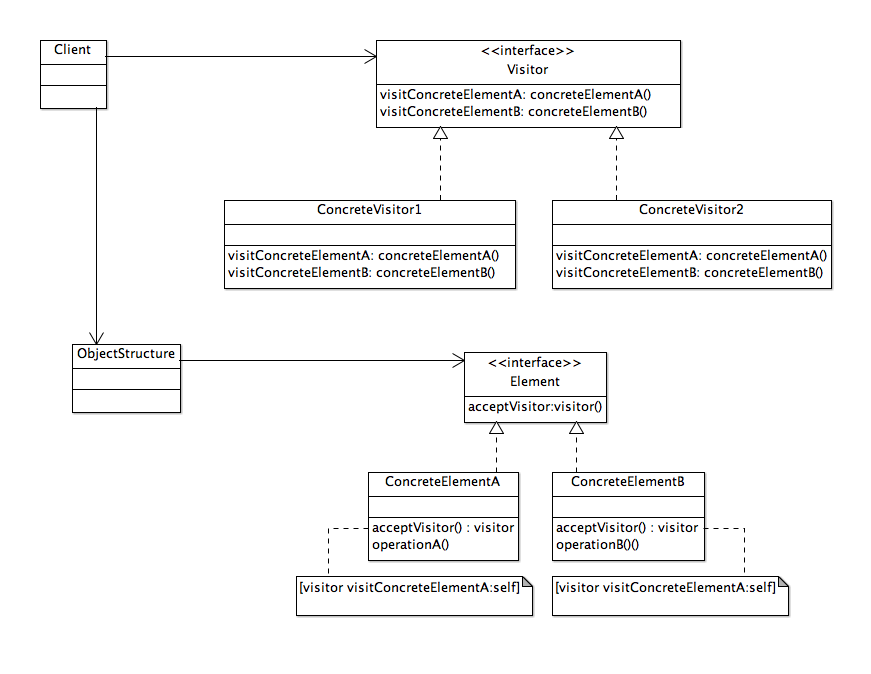 Client
<<interface>>
Visitor
visitConcreteElementA: concreteElementA()
visitConcreteElementB: concreteElementB()
ConcreteVisitor1
visitConcreteElementA: concreteElementA()
visitConcreteElementB: concreteElementB()
ConcreteVisitor2
visitConcreteElementA: concreteElementA()
visitConcreteElementB: concreteElementB()
ObjectStructure
<<interface>>
Element
acceptVisitor:visitor()
ConcreteElementA
acceptVisitor() : visitor
operationA()
ConcreteElementB
acceptVisitor() : visitor
operationB()()
[visitor visitConcreteElementA:self]
[visitor visitConcreteElementA:self]